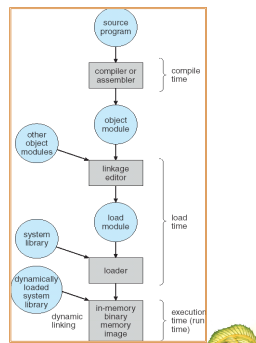 source
program
compiler or
assembler
compile
time
object
module
other
object
modules
linkage
editor
load
module
load
time
system
library
loader
dynamically
loaded
system
library
in-memory
binary
memory
image
execution
time (run
time)
dynamic
linking